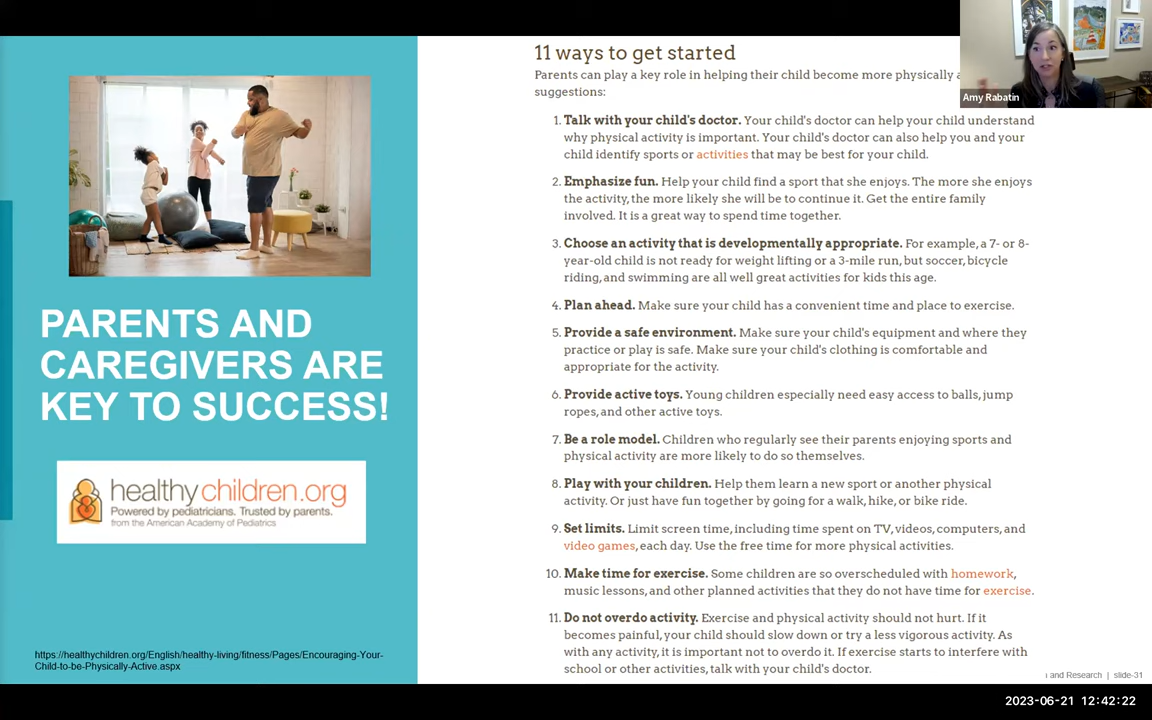 11 ways to get started
Parents can play a key role in helping their child become more physically
suggestions:
1. Talk with your child's doctor. Your child's doctor can help your child understand
why physical activity is important. Your child's doctor can also help you and your
child identify sports or activities that may be best for your child.
2. Emphasize fun. Help your child find a sport that she enjoys. The more she enjoys
the activity, the more likely she will be to continue it. Get the entire family
involved. It is a great way to spend time together.
3. Choose an activity that is developmentally appropriate. For example, a 7- or 8-
year-old child is not ready for weight lifting or a 3-mile run, but soccer, bicycle
riding, and swimming are all well great activities for kids this age.
4. Plan ahead. Make sure your child has a convenient time and place to exercise.
5. Provide a safe environment. Make sure your child's equipment and where they
practice or play is safe. Make sure your child's clothing is comfortable and
appropriate for the activity.
6. Provide active toys. Young children especially need easy access to balls, jump
ropes, and other active toys.
7. Be a role model. Children who regularly see their parents enjoying sports and
physical activity are more likely to do so themselves.
8. Play with your children. Help them learn a new sport or another physical
activity. Or just have fun together by going for a walk, hike, or bike ride.
9. Set limits. Limit screen time, including time spent on TV, videos, computers, and
video games, each day. Use the free time for more physical activities.
10. Make time for exercise. Some children are so overscheduled with homework,
music lessons, and other planned activities that they do not have time for exercise.
11. Do not overdo activity. Exercise and physical activity should not hurt. If it
becomes painful, your child should slow down or try a less vigorous activity. As
with any activity, it is important not to overdo it. If exercise starts to interfere with
school or other activities, talk with your child's doctor.
PARENTS AND
CAREGIVERS ARE
KEY TO SUCCESS!
healthychildren.org
Powered by pediatricians. Trusted by parents.
from the American Academy of Pediatrics
https://healthychildren.org/English/healthy-living/fitness/Pages/Encouraging-Your-
Child-to-be-Physically-Active.aspx
Amy Rabatin
and Research | slide-31
2023-06-21 12:42:22